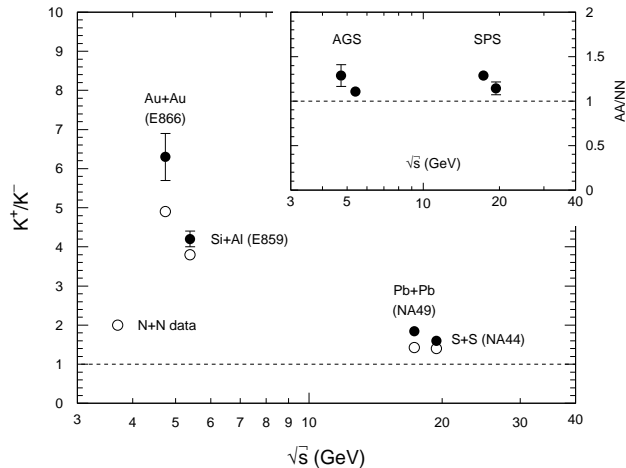 10
9
8
7
6
5
4
3
2
1
0
K⁺/K⁻
3
4
5
6
7
8
9
10
20
30
40
√s (GeV)
Au+Au
(E866)
Si+Al (E859)
N+N data
Pb+Pb
(NA49)
S+S (NA44)
AGS
SPS
2
1.5
1
0.5
0
AA/NN
√s (GeV)
3
5
10
20
40